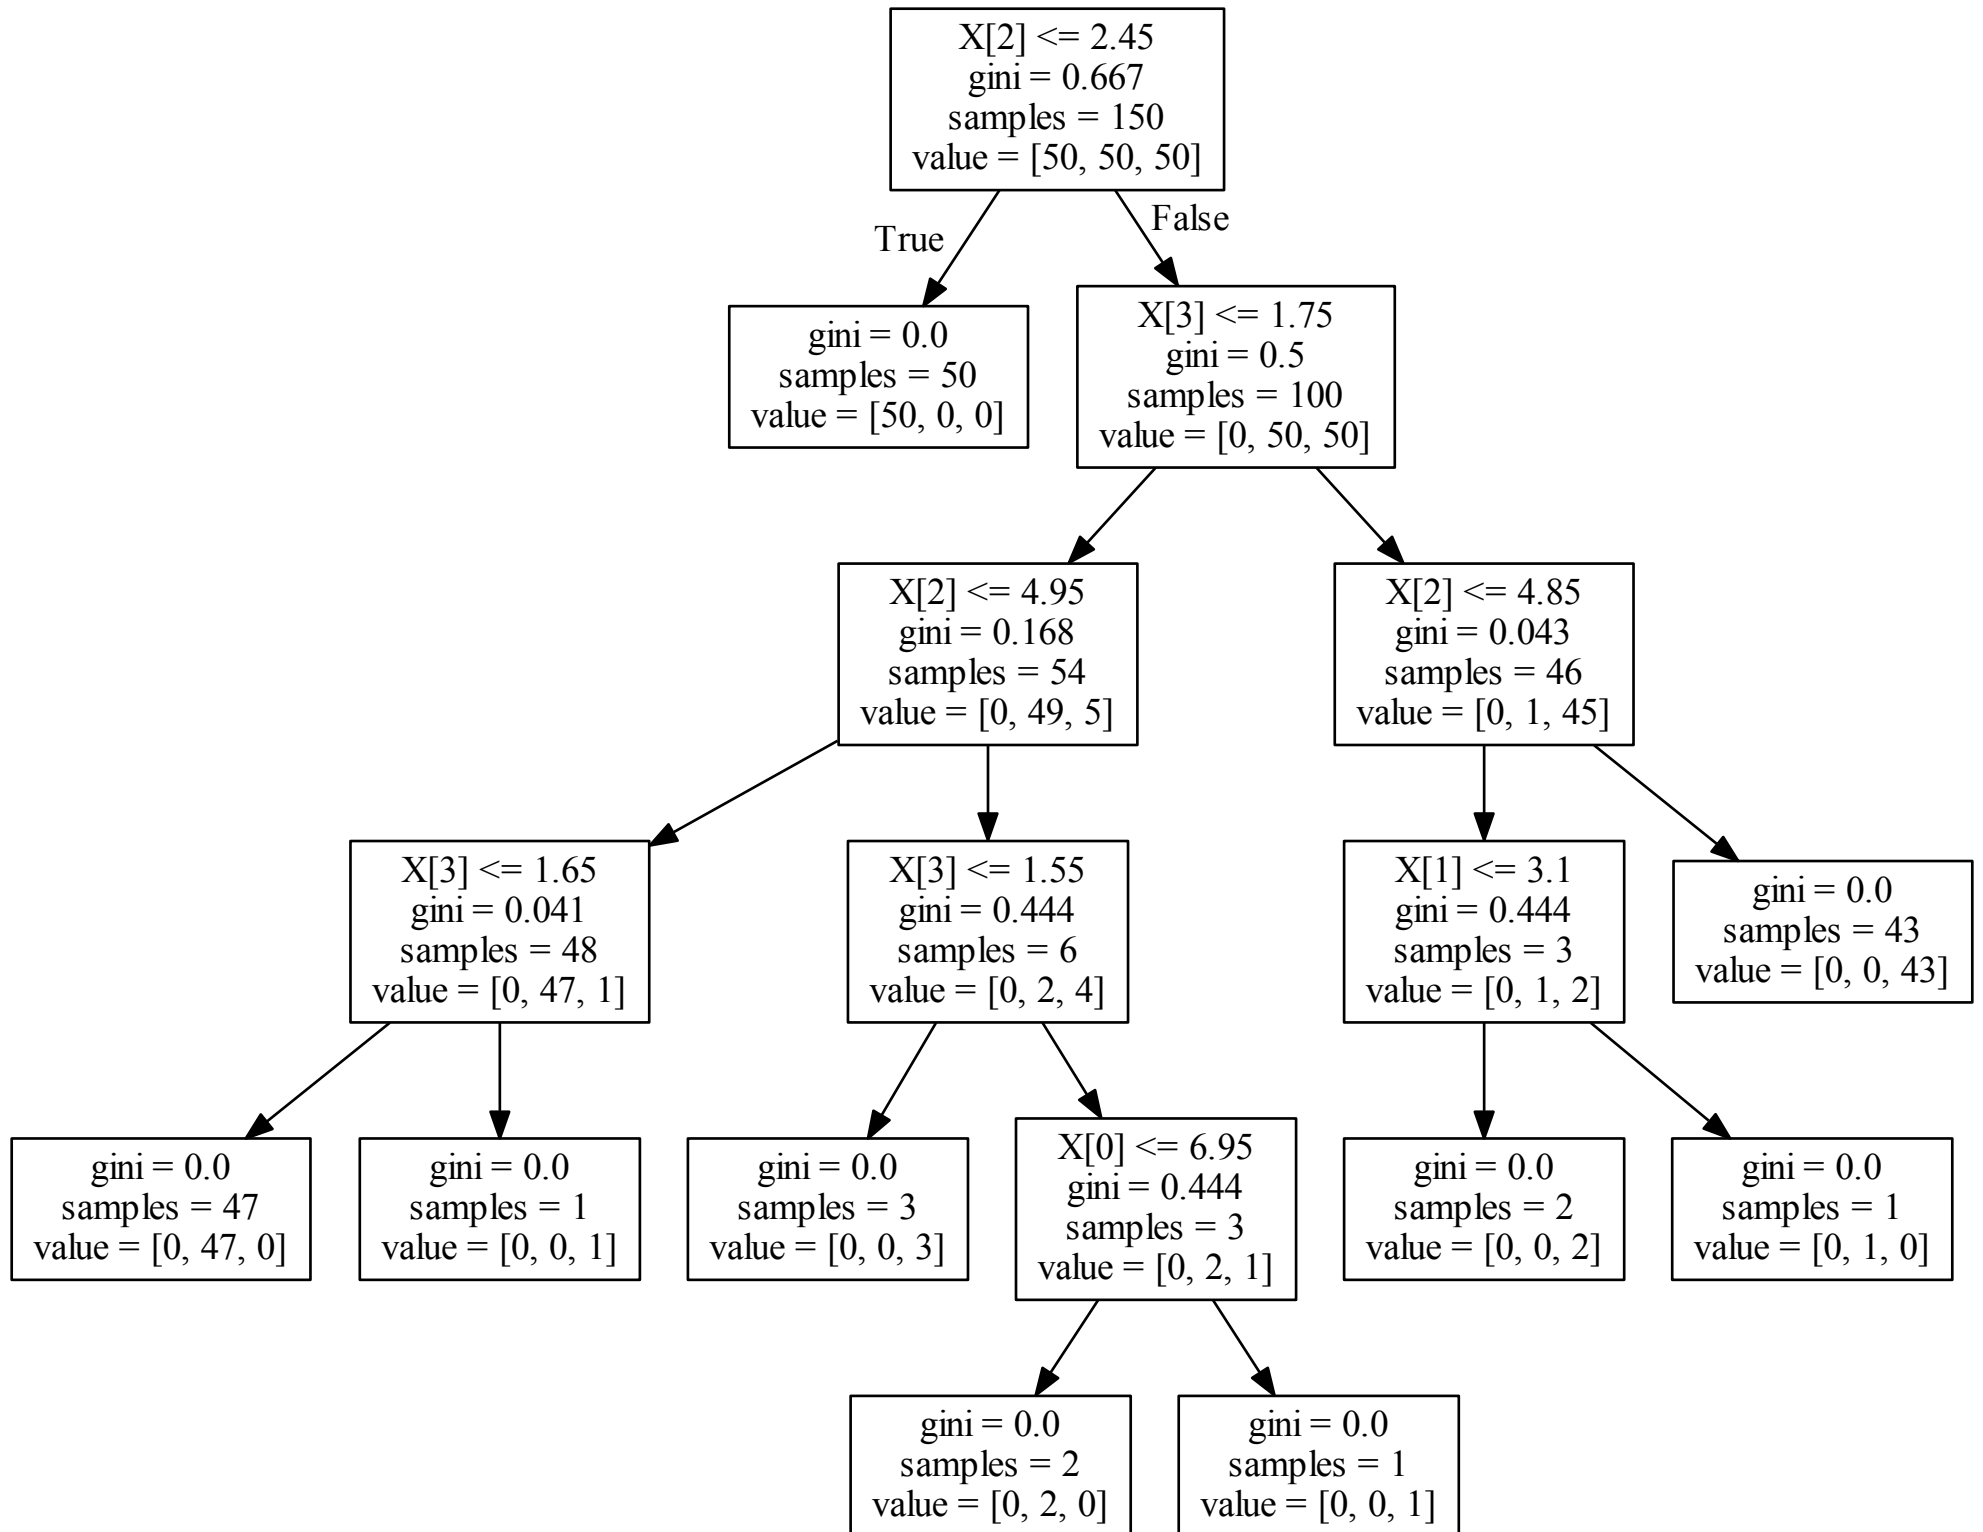 X[2] <= 2.45
gini = 0.667
samples = 150
value = [50, 50, 50]
True
False
gini = 0.0
samples = 50
value = [50, 0, 0]
X[3] <= 1.75
gini = 0.5
samples = 100
value = [0, 50, 50]
X[2] <= 4.95
gini = 0.168
samples = 54
value = [0, 49, 5]
X[2] <= 4.85
gini = 0.043
samples = 46
value = [0, 1, 45]
X[3] <= 1.65
gini = 0.041
samples = 48
value = [0, 47, 1]
X[3] <= 1.55
gini = 0.444
samples = 6
value = [0, 2, 4]
X[1] <= 3.1
gini = 0.444
samples = 3
value = [0, 1, 2]
gini = 0.0
samples = 43
value = [0, 0, 43]
gini = 0.0
samples = 47
value = [0, 47, 0]
gini = 0.0
samples = 1
value = [0, 0, 1]
gini = 0.0
samples = 3
value = [0, 0, 3]
X[0] <= 6.95
gini = 0.444
samples = 3
value = [0, 2, 1]
gini = 0.0
samples = 2
value = [0, 0, 2]
gini = 0.0
samples = 1
value = [0, 1, 0]
gini = 0.0
samples = 2
value = [0, 2, 0]
gini = 0.0
samples = 1
value = [0, 0, 1]